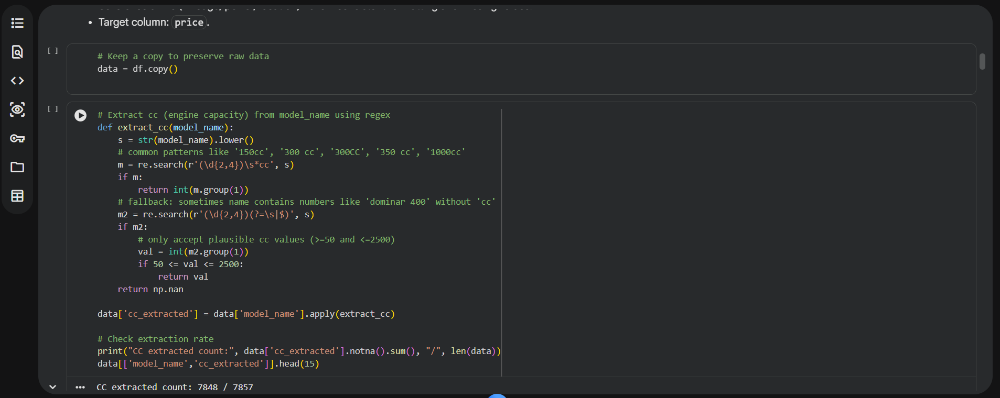 • Target column: price.
[ ]
# Keep a copy to preserve raw data
data = df.copy()
[ ]
# Extract cc (engine capacity) from model_name using regex
def extract_cc(model_name):
    s = str(model_name).lower()
    # common patterns like '150cc', '300 cc', '300CC', '350 cc', '1000cc'
    m = re.search(r'(\d{2,4})\s*cc', s)
    if m:
        return int(m.group(1))
    # fallback: sometimes name contains numbers like 'dominar 400' without 'cc'
    m2 = re.search(r'(\d{2,4})(?=\s|$)', s)
    if m2:
        # only accept plausible cc values (>=50 and <=2500)
        val = int(m2.group(1))
        if 50 <= val <= 2500:
            return val
    return np.nan
data['cc_extracted'] = data['model_name'].apply(extract_cc)
# Check extraction rate
print("CC extracted count:", data['cc_extracted'].notna().sum(), "/", len(data))
data[['model_name','cc_extracted']].head(15)
CC extracted count: 7848 / 7857